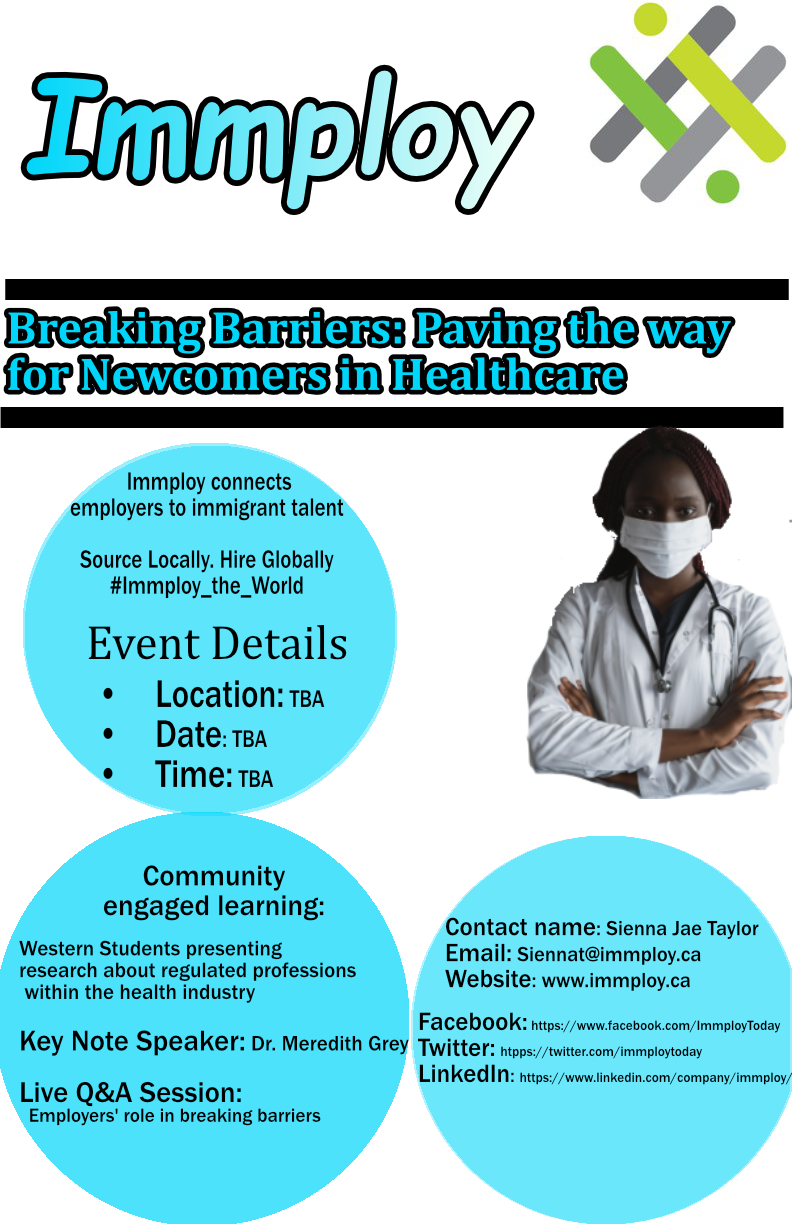 Immploy
Breaking Barriers: Paving the way
for Newcomers in Healthcare
Immploy connects
employers to immigrant talent
Source Locally. Hire Globally
#Immploy_the_World
Event Details
• Location: TBA
• Date: TBA
• Time: TBA
Community
engaged learning:
Western Students presenting
research about regulated professions
within the health industry
Key Note Speaker: Dr. Meredith Grey
Live Q&A Session:
Employers' role in breaking barriers
Contact name: Sienna Jae Taylor
Email: Siennat@immploy.ca
Website: www.immploy.ca
Facebook: https://www.facebook.com/ImmployToday
Twitter: htpps://twitter.com/immploytoday
LinkedIn: https://www.linkedin.com/company/immploy/